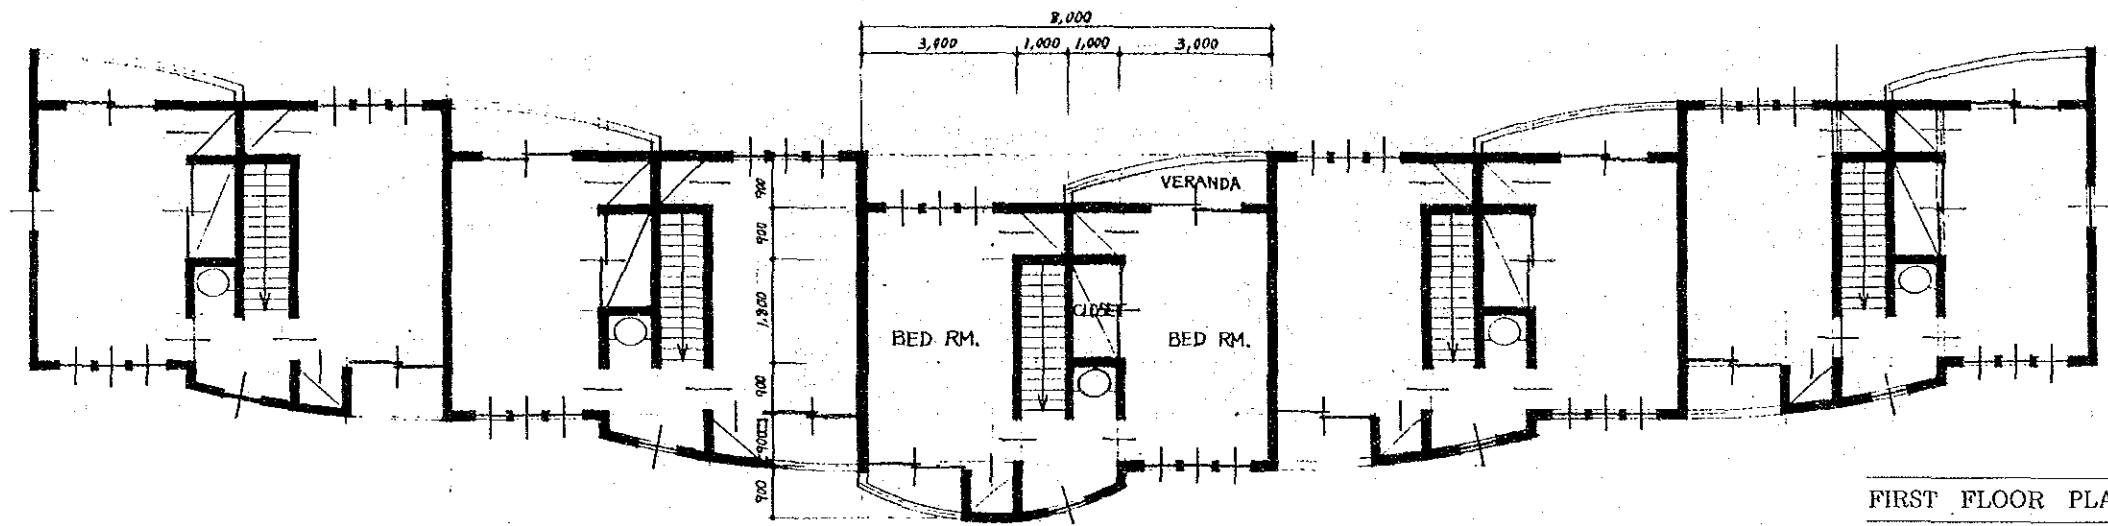 8,000
3,000 1,000 1,000 3,000
900
VERANDA
900
1,800
CLOSET
BED RM. BED RM.
900
900
900
FIRST FLOOR PLA